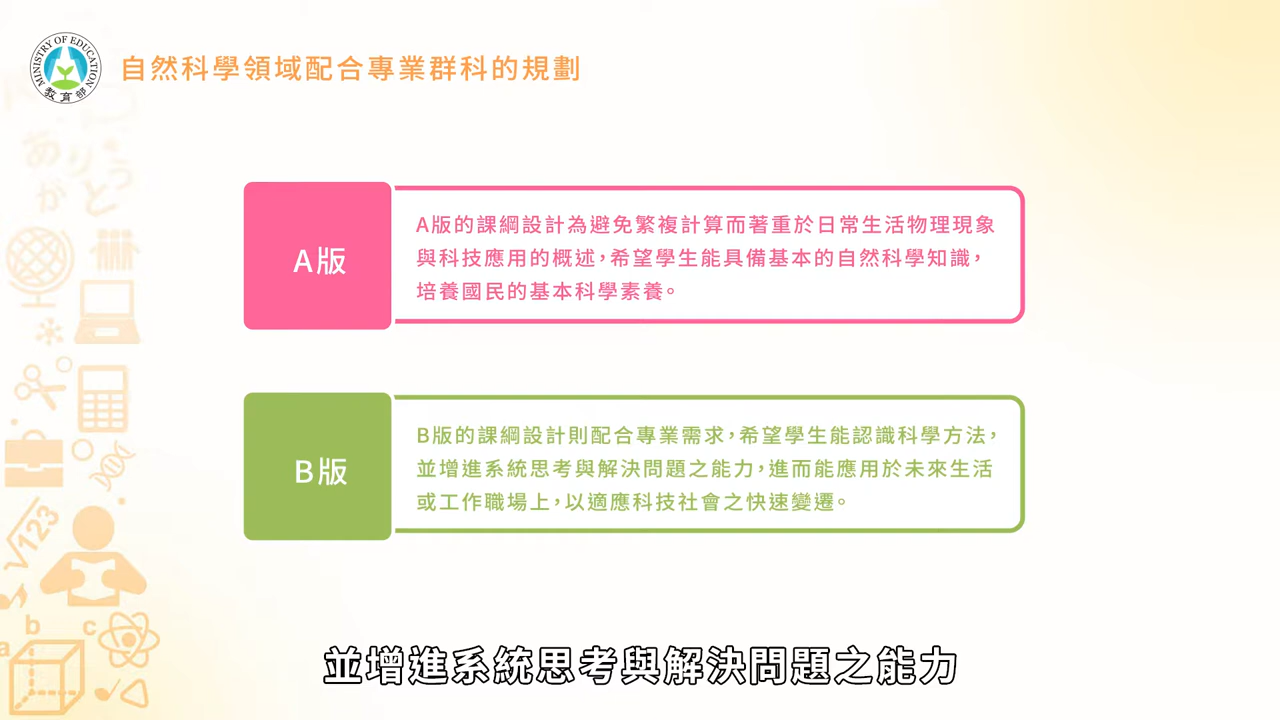 MINISTRY OF EDUCATION
教育部
自然科學領域配合專業群科的規劃
A版
A版的課綱設計為避免繁複計算而著重於日常生活物理現象
與科技應用的概述，希望學生能具備基本的自然科學知識，
培養國民的基本科學素養。
B版
B版的課綱設計則配合專業需求，希望學生能認識科學方法，
並增進系統思考與解決問題之能力，進而能應用於未來生活
或工作職場上，以適應科技社會之快速變遷。
あり
か
とう
√123
b
c
a
並增進系統思考與解決問題之能力